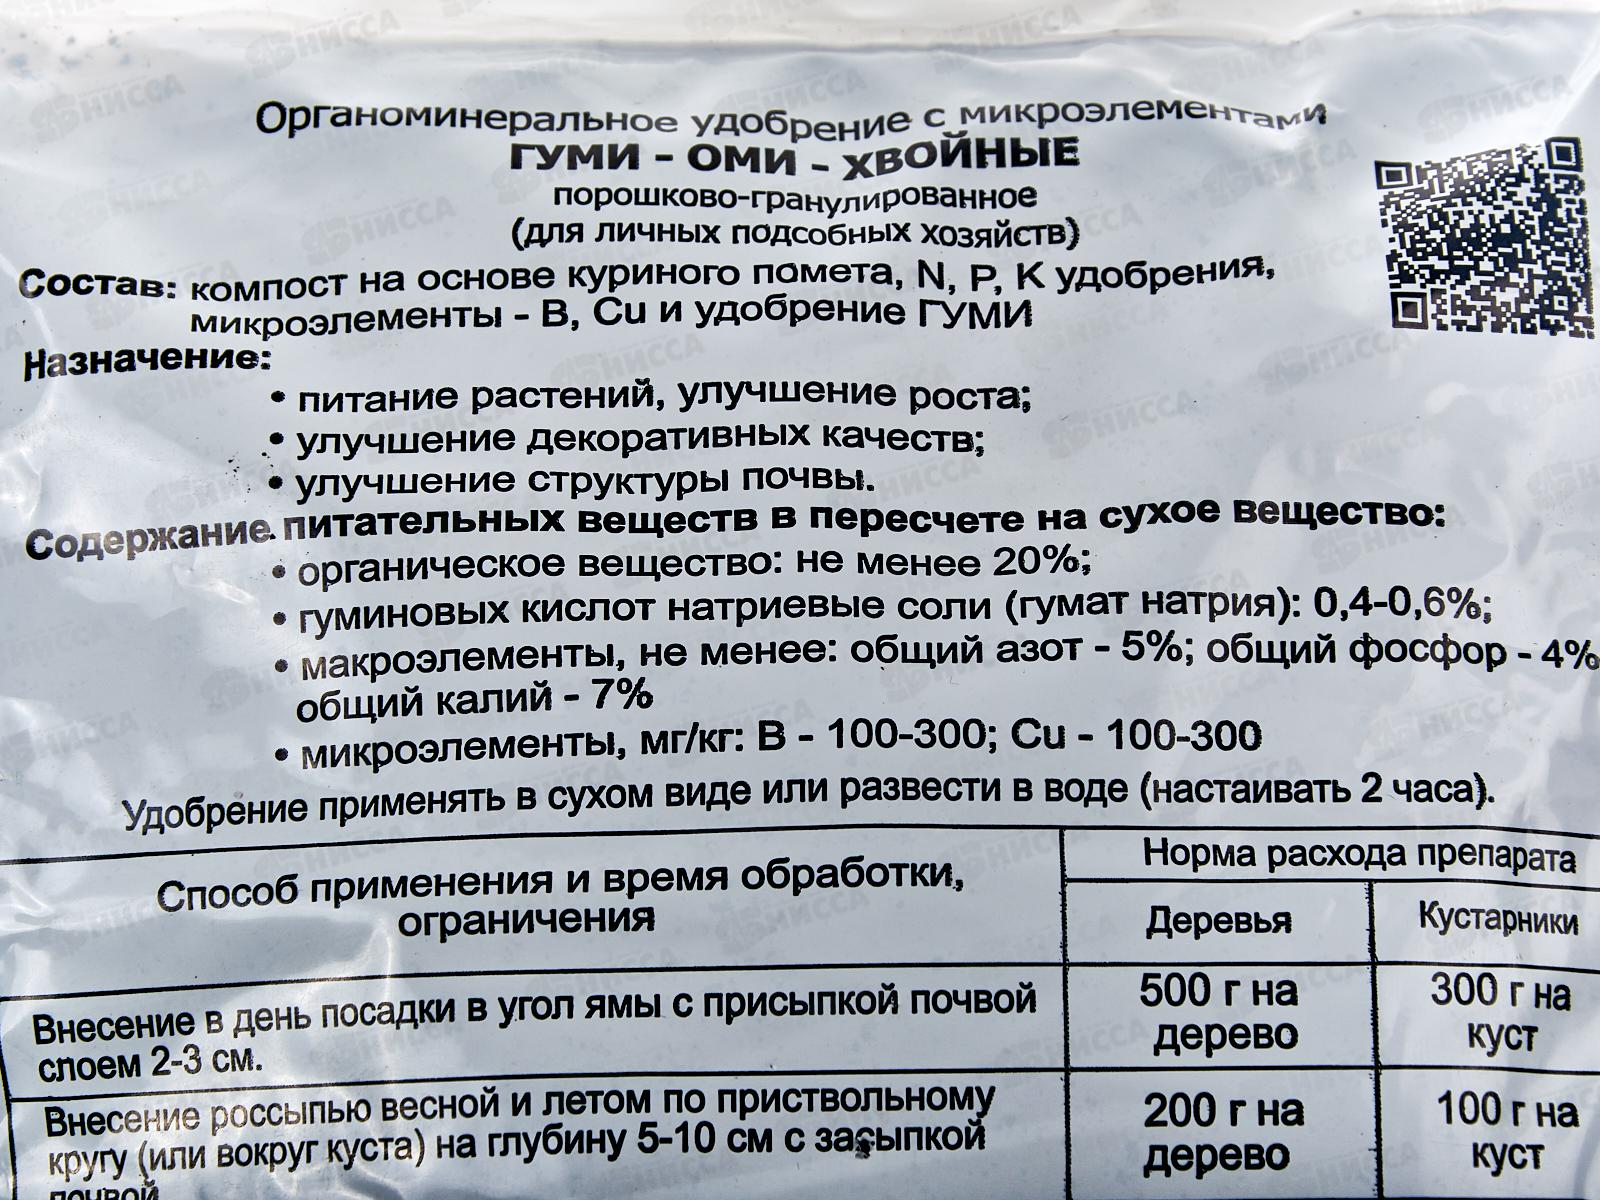 Органоминеральное удобрение с микроэлементами
ГУМИ - ОМИ - ХВОЙНЫЕ
порошково-гранулированное
(для личных подсобных хозяйств)
Состав: компост на основе куриного помета, N, P, K удобрения,
микроэлементы - B, Cu и удобрение ГУМИ
Назначение:
• питание растений, улучшение роста;
• улучшение декоративных качеств;
• улучшение структуры почвы.
Содержание питательных веществ в пересчете на сухое вещество:
• органическое вещество: не менее 20%;
• гуминовых кислот натриевые соли (гумат натрия): 0,4-0,6%;
• макроэлементы, не менее: общий азот - 5%; общий фосфор - 4%
общий калий - 7%
• микроэлементы, мг/кг: B - 100-300; Cu - 100-300
Удобрение применять в сухом виде или развести в воде (настаивать 2 часа).
Способ применения и время обработки,
ограничения
Норма расхода препарата
Деревья
Кустарники
Внесение в день посадки в угол ямы с присыпкой почвой
слоем 2-3 см.
500 г на
дерево
300 г на
куст
Внесение россыпью весной и летом по приствольному
кругу (или вокруг куста) на глубину 5-10 см с засыпкой
почвой
200 г на
дерево
100 г на
куст
НИССА